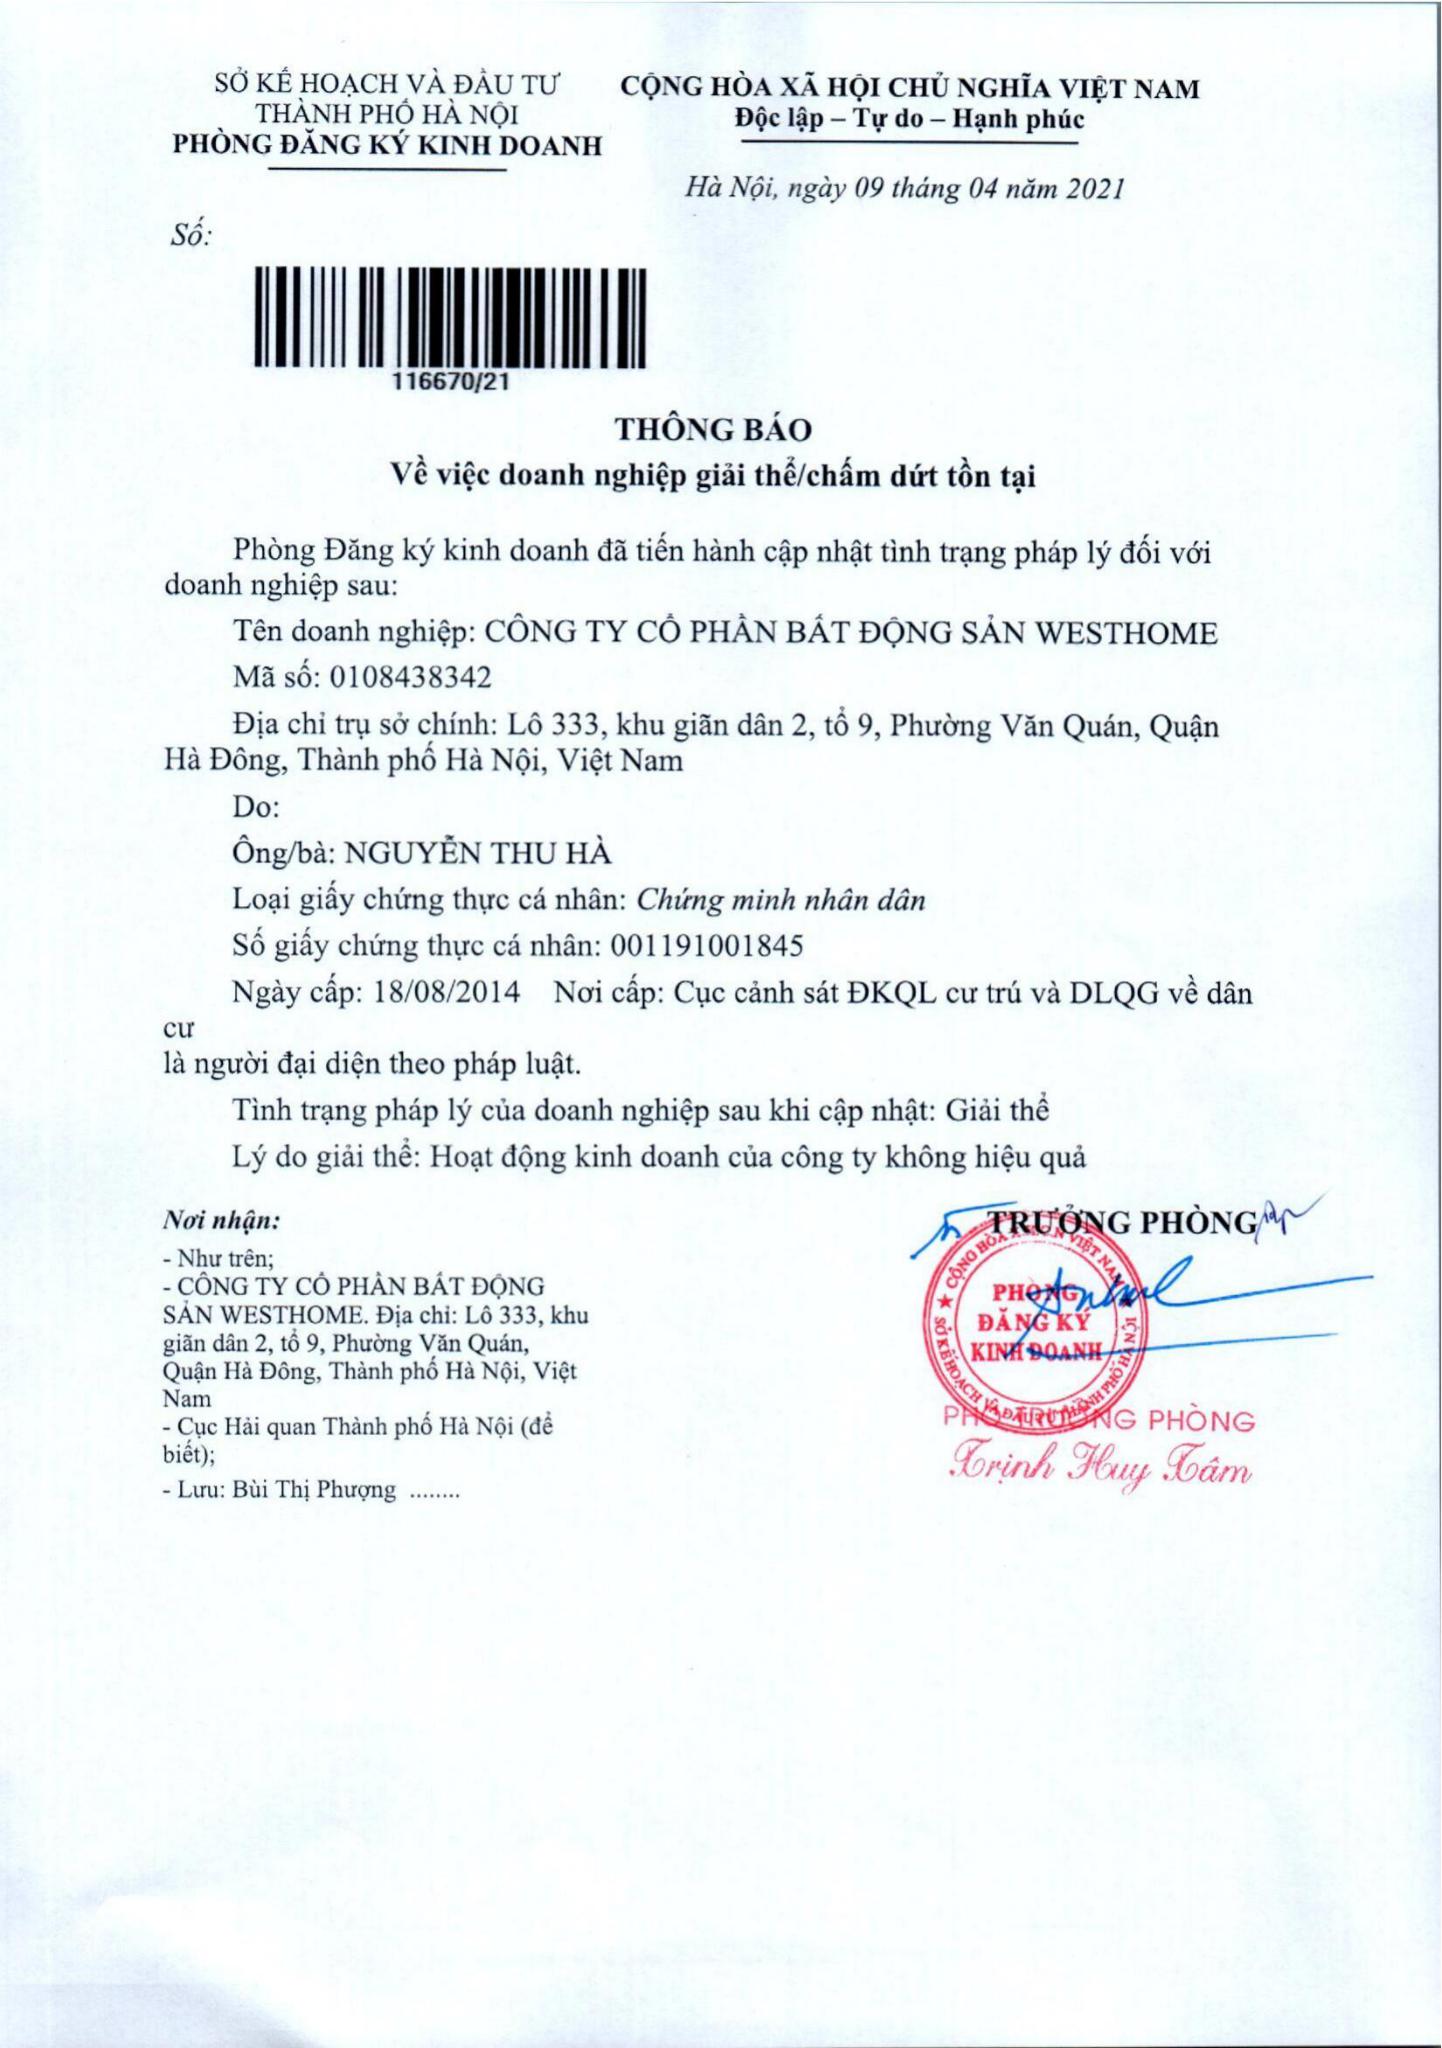 SỞ KẾ HOẠCH VÀ ĐẦU TƯ
THÀNH PHỐ HÀ NỘI
PHÒNG ĐĂNG KÝ KINH DOANH
CỘNG HÒA XÃ HỘI CHỦ NGHĨA VIỆT NAM
Độc lập – Tự do – Hạnh phúc
Hà Nội, ngày 09 tháng 04 năm 2021
Số:
116670/21
THÔNG BÁO
Về việc doanh nghiệp giải thể/chấm dứt tồn tại
Phòng Đăng ký kinh doanh đã tiến hành cập nhật tình trạng pháp lý đối với
doanh nghiệp sau:
Tên doanh nghiệp: CÔNG TY CỔ PHẦN BẤT ĐỘNG SẢN WESTHOME
Mã số: 0108438342
Địa chỉ trụ sở chính: Lô 333, khu giãn dân 2, tổ 9, Phường Văn Quán, Quận
Hà Đông, Thành phố Hà Nội, Việt Nam
Do:
Ông/bà: NGUYỄN THU HÀ
Loại giấy chứng thực cá nhân: Chứng minh nhân dân
Số giấy chứng thực cá nhân: 001191001845
Ngày cấp: 18/08/2014 Nơi cấp: Cục cảnh sát ĐKQL cư trú và DLQG về dân
cư
là người đại diện theo pháp luật.
Tình trạng pháp lý của doanh nghiệp sau khi cập nhật: Giải thể
Lý do giải thể: Hoạt động kinh doanh của công ty không hiệu quả
Nơi nhận:
- Như trên;
- CÔNG TY CỔ PHẦN BẤT ĐỘNG
SẢN WESTHOME. Địa chỉ: Lô 333, khu
giãn dân 2, tổ 9, Phường Văn Quán,
Quận Hà Đông, Thành phố Hà Nội, Việt
Nam
- Cục Hải quan Thành phố Hà Nội (để
biết);
- Lưu: Bùi Thị Phượng ........
TRƯỞNG PHÒNG
PHÒNG
ĐĂNG KÝ
KINH DOANH
SỞ KẾ HOẠCH VÀ ĐẦU TƯ THÀNH PHỐ HÀ NỘI
PHÓ TRƯỞNG PHÒNG
Trịnh Huy Tâm